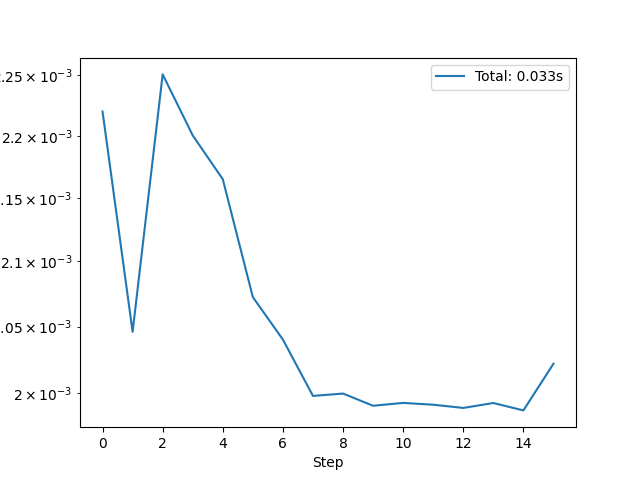 Total: 0.033s
2.25 × 10⁻³
2.2 × 10⁻³
.15 × 10⁻³
2.1 × 10⁻³
.05 × 10⁻³
2 × 10⁻³
0 2 4 6 8 10 12 14
Step